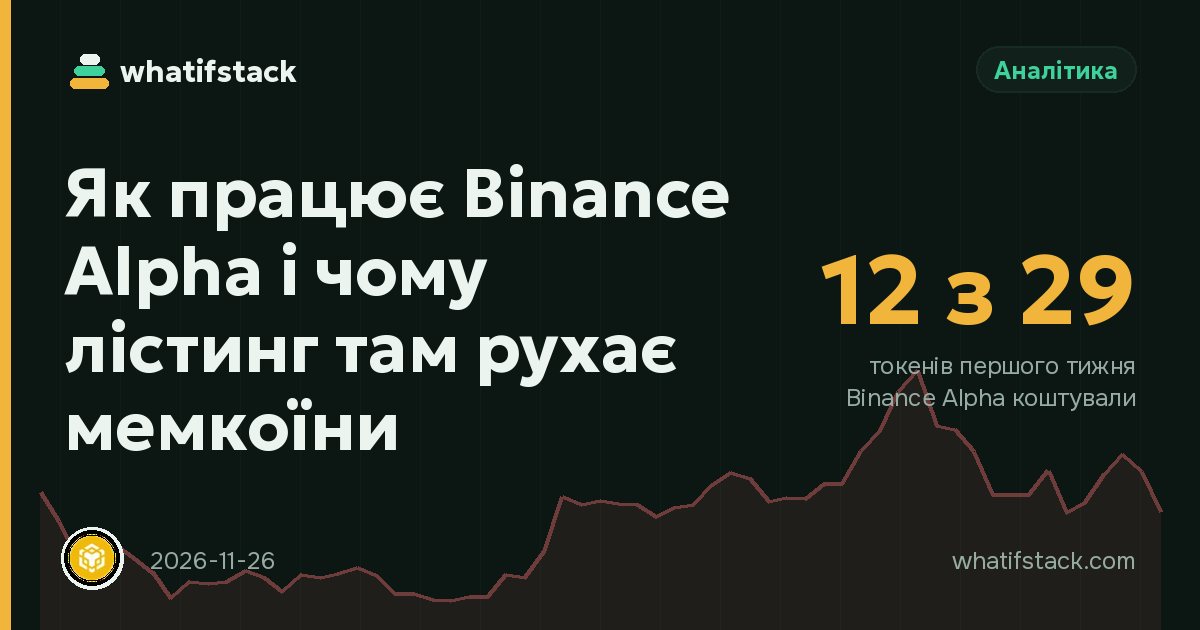 whatifstack
Аналітика
Як працює Binance
Alpha і чому
лістинг там рухає
мемкоїни
12 з 29
токенів першого тижня
Binance Alpha коштували
2026-11-26
whatifstack.com